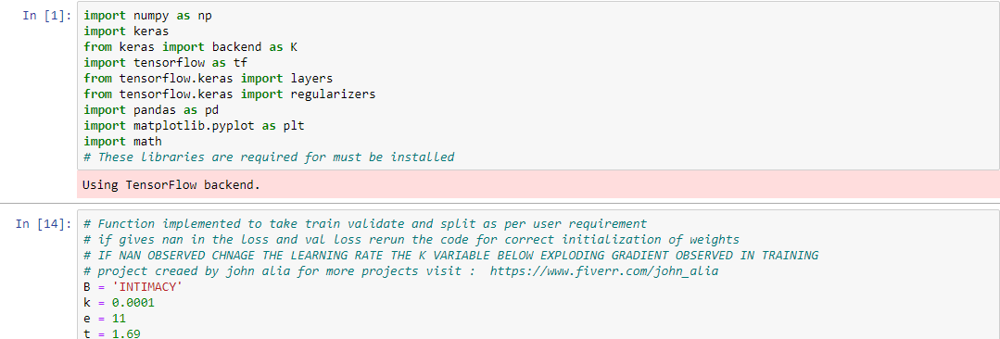 In [1]:
import numpy as np
import keras
from keras import backend as K
import tensorflow as tf
from tensorflow.keras import layers
from tensorflow.keras import regularizers
import pandas as pd
import matplotlib.pyplot as plt
import math
# These libraries are required for must be installed
Using TensorFlow backend.
In [14]:
# Function implemented to take train validate and split as per user requirement
# if gives nan in the loss and val loss rerun the code for correct initialization of weights
# IF NAN OBSERVED CHNAGE THE LEARNING RATE THE K VARIABLE BELOW EXPLODING GRADIENT OBSERVED IN TRAINING
# project creaed by john alia for more projects visit :  https://www.fiverr.com/john_alia
B = 'INTIMACY'
k = 0.0001
e = 11
t = 1.69